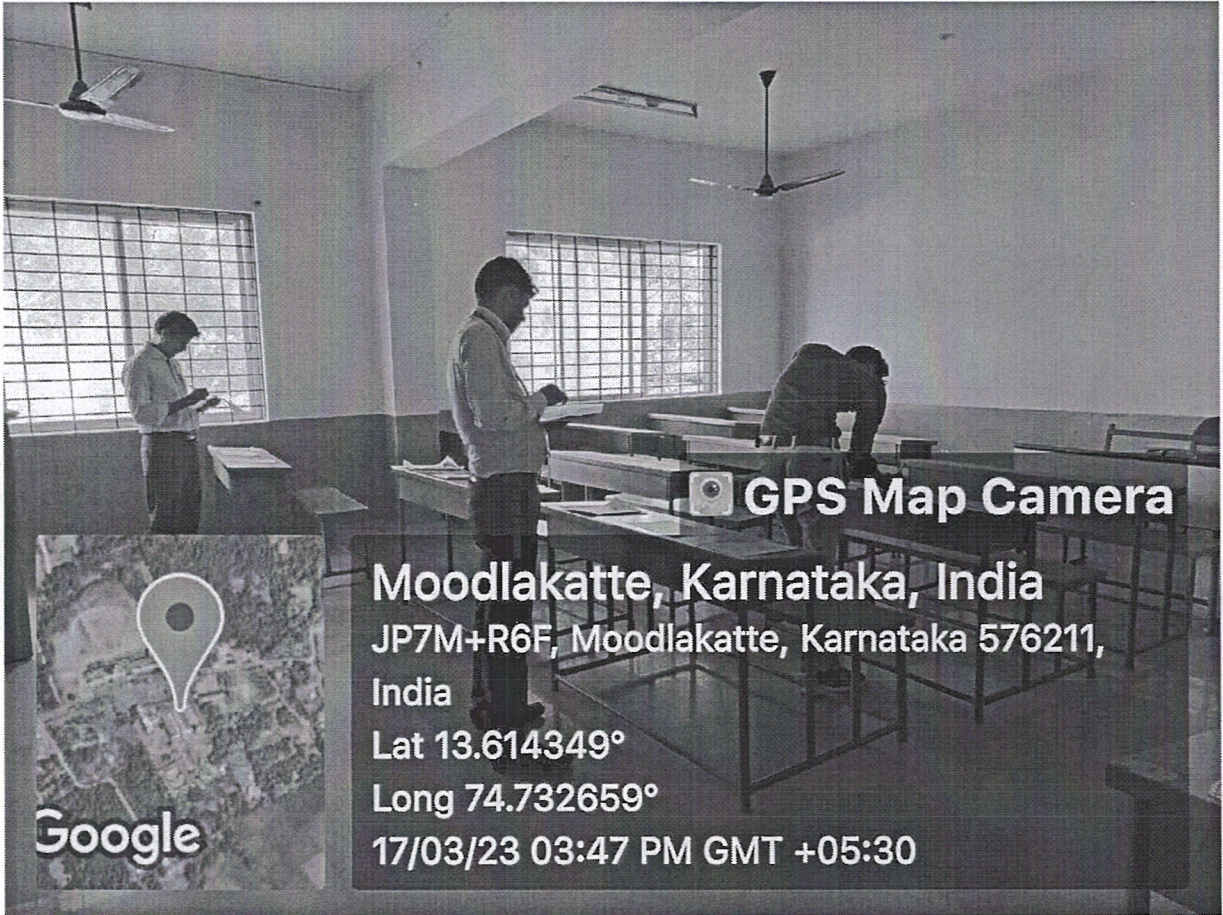 GPS Map Camera
Moodlakatte, Karnataka, India
JP7M+R6F, Moodlakatte, Karnataka 576211,
India
Lat 13.614349°
Long 74.732659°
17/03/23 03:47 PM GMT +05:30
Google